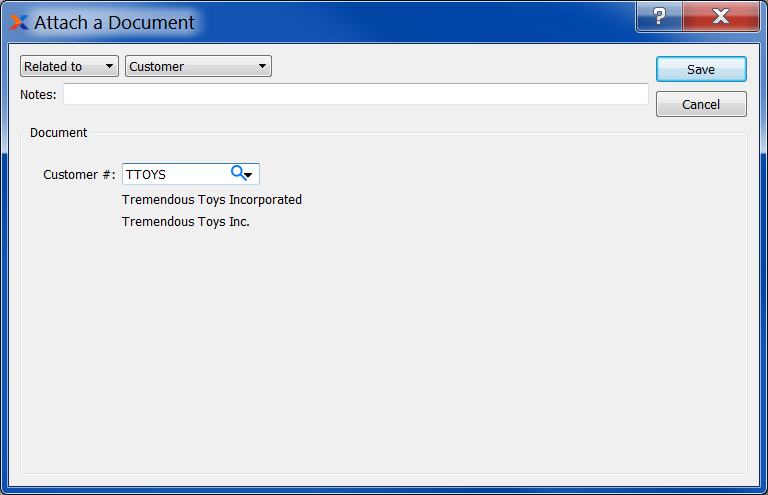 Attach a Document
?
X
Related to
Customer
Save
Notes:
Cancel
Document
Customer #: TTOYS
Tremendous Toys Incorporated
Tremendous Toys Inc.